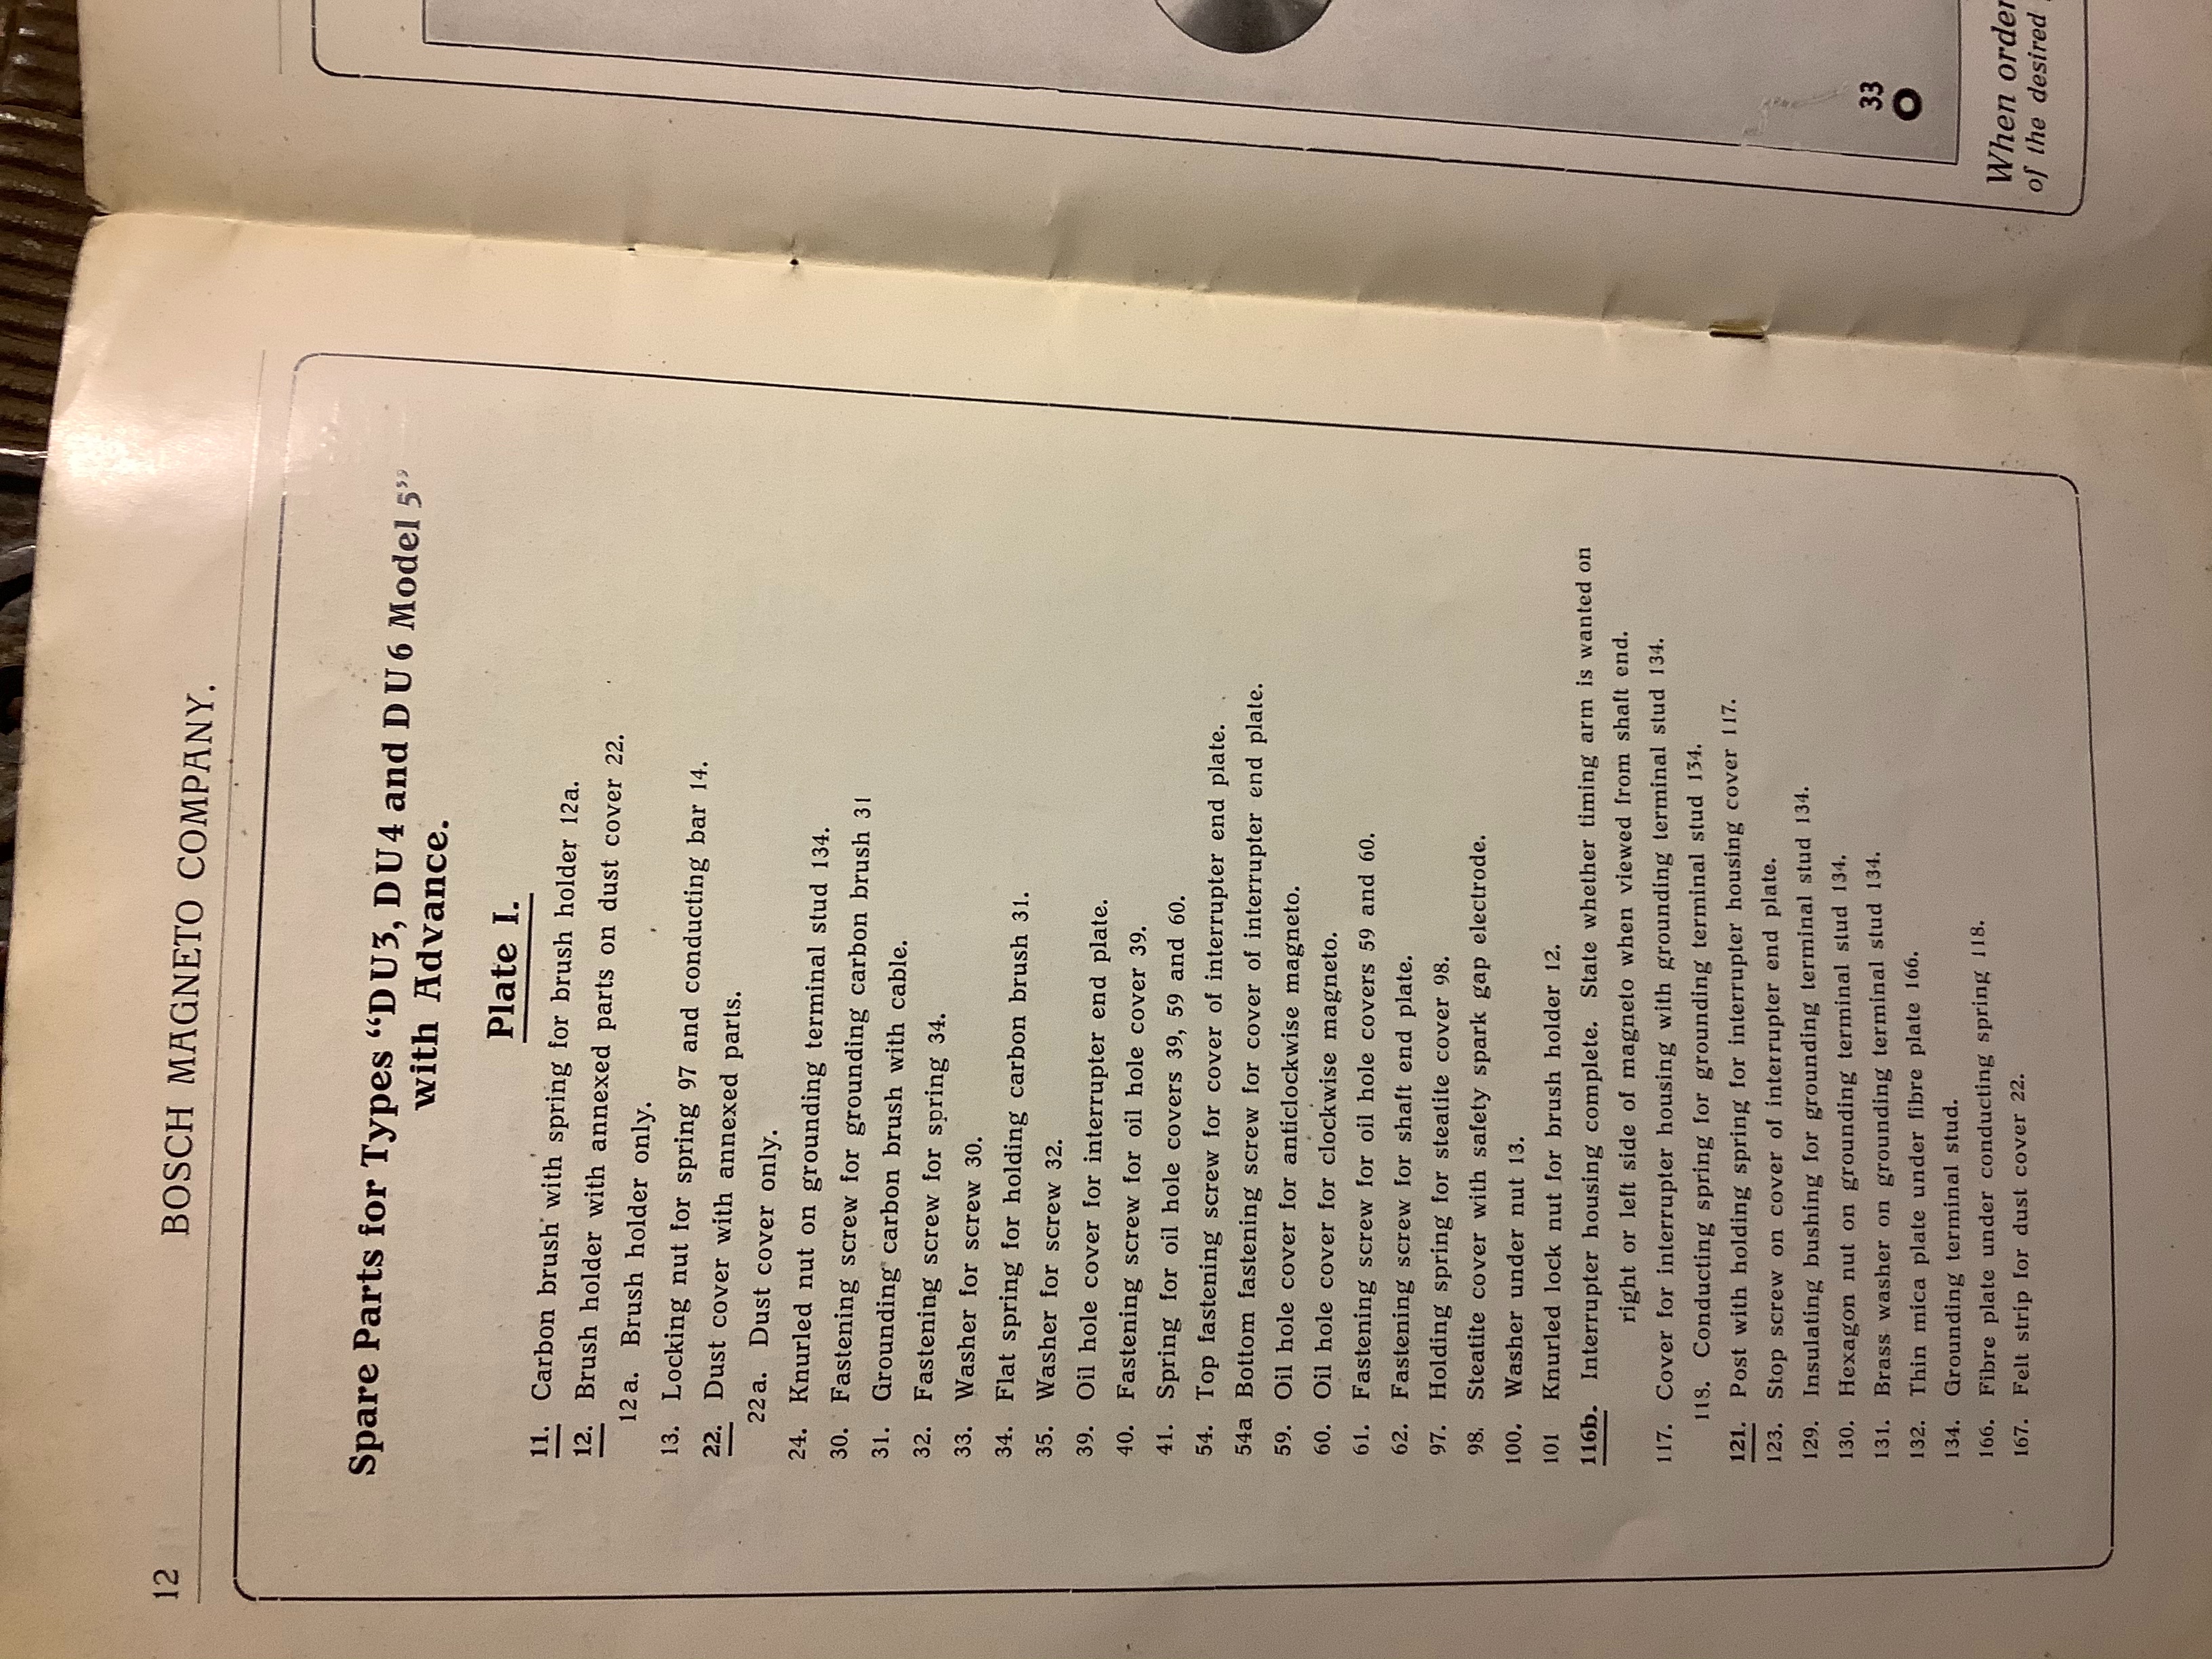 12
BOSCH MAGNETO COMPANY.
Spare Parts for Types “DU3, DU4 and DU6 Model 5”
with Advance.
Plate I.
11. Carbon brush with spring for brush holder 12a.
12. Brush holder with annexed parts on dust cover 22.
12a. Brush holder only.
13. Locking nut for spring 97 and conducting bar 14.
22. Dust cover with annexed parts.
22a. Dust cover only.
24. Knurled nut on grounding terminal stud 134.
30. Fastening screw for grounding carbon brush 31
31. Grounding carbon brush with cable.
32. Fastening screw for spring 34.
33. Washer for screw 30.
34. Flat spring for holding carbon brush 31.
35. Washer for screw 32.
39. Oil hole cover for interrupter end plate.
40. Fastening screw for oil hole cover 39.
41. Spring for oil hole covers 39, 59 and 60.
54. Top fastening screw for cover of interrupter end plate.
54a Bottom fastening screw for cover of interrupter end plate.
59. Oil hole cover for anticlockwise magneto.
60. Oil hole cover for clockwise magneto.
61. Fastening screw for oil hole covers 59 and 60.
62. Fastening screw for shaft end plate.
97. Holding spring for steatite cover 98.
98. Steatite cover with safety spark gap electrode.
100. Washer under nut 13.
101 Knurled lock nut for brush holder 12.
116b. Interrupter housing complete. State whether timing arm is wanted on
right or left side of magneto when viewed from shaft end.
117. Cover for interrupter housing with grounding terminal stud 134.
118. Conducting spring for grounding terminal stud 134.
121. Post with holding spring for interrupter housing cover 117.
123. Stop screw on cover of interrupter end plate.
129. Insulating bushing for grounding terminal stud 134.
130. Hexagon nut on grounding terminal stud 134.
131. Brass washer on grounding terminal stud 134.
132. Thin mica plate under fibre plate 166.
134. Grounding terminal stud.
166. Fibre plate under conducting spring 118.
167. Felt strip for dust cover 22.
33
When order
of the desired